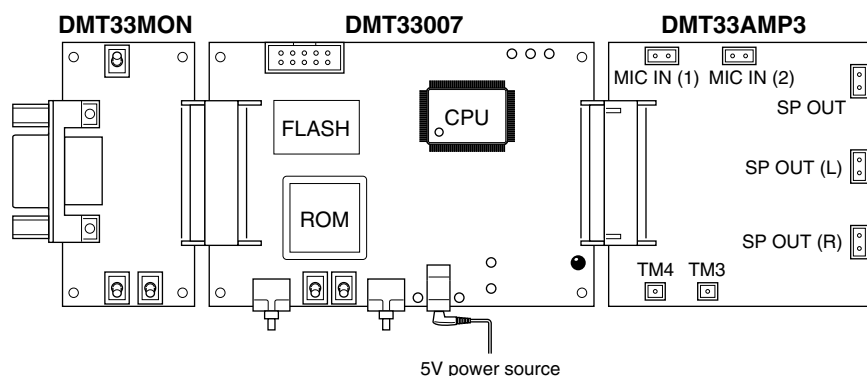 DMT33MON
DMT33007
DMT33AMP3
MIC IN (1)
MIC IN (2)
SP OUT
FLASH
CPU
SP OUT (L)
ROM
SP OUT (R)
TM4
TM3
5V power source